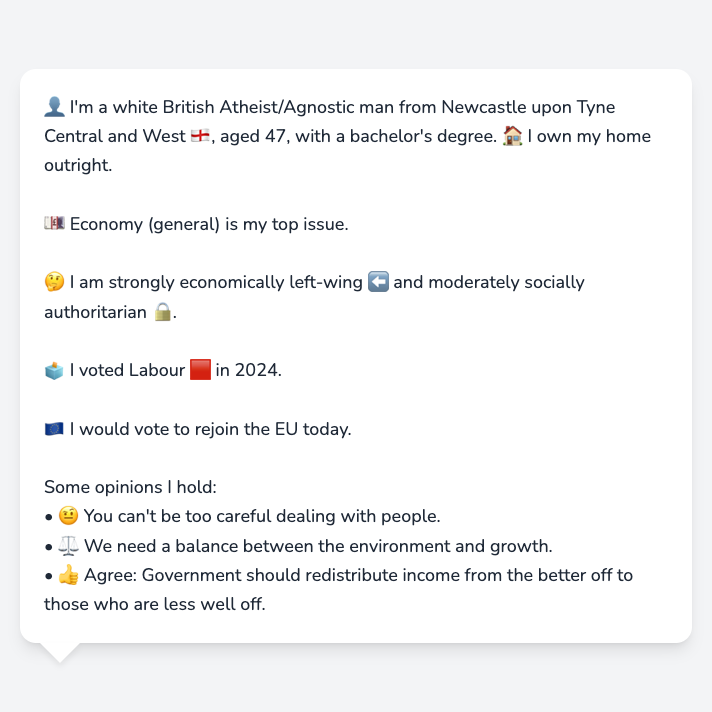 👤 I'm a white British Atheist/Agnostic man from Newcastle upon Tyne
Central and West 🏴󠁧󠁢󠁥󠁮󠁧󠁿, aged 47, with a bachelor's degree. 🏠 I own my home
outright.
💷 Economy (general) is my top issue.
🤔 I am strongly economically left-wing ⬅️ and moderately socially
authoritarian 🔒.
🗳️ I voted Labour 🟥 in 2024.
🇪🇺 I would vote to rejoin the EU today.
Some opinions I hold:
• 🤨 You can't be too careful dealing with people.
• ⚖️ We need a balance between the environment and growth.
• 👍 Agree: Government should redistribute income from the better off to
those who are less well off.